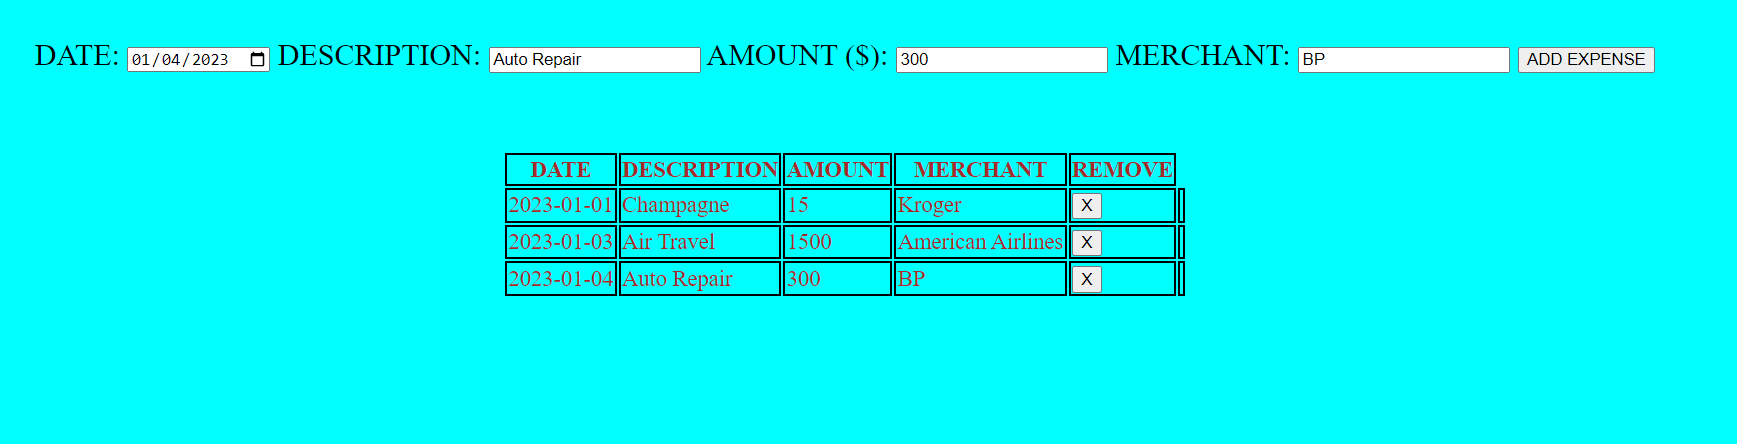 DATE: 01/04/2023 DESCRIPTION: Auto Repair AMOUNT ($): 300 MERCHANT: BP ADD EXPENSE
DATE DESCRIPTION AMOUNT MERCHANT REMOVE
2023-01-01 Champagne 15 Kroger X
2023-01-03 Air Travel 1500 American Airlines X
2023-01-04 Auto Repair 300 BP X